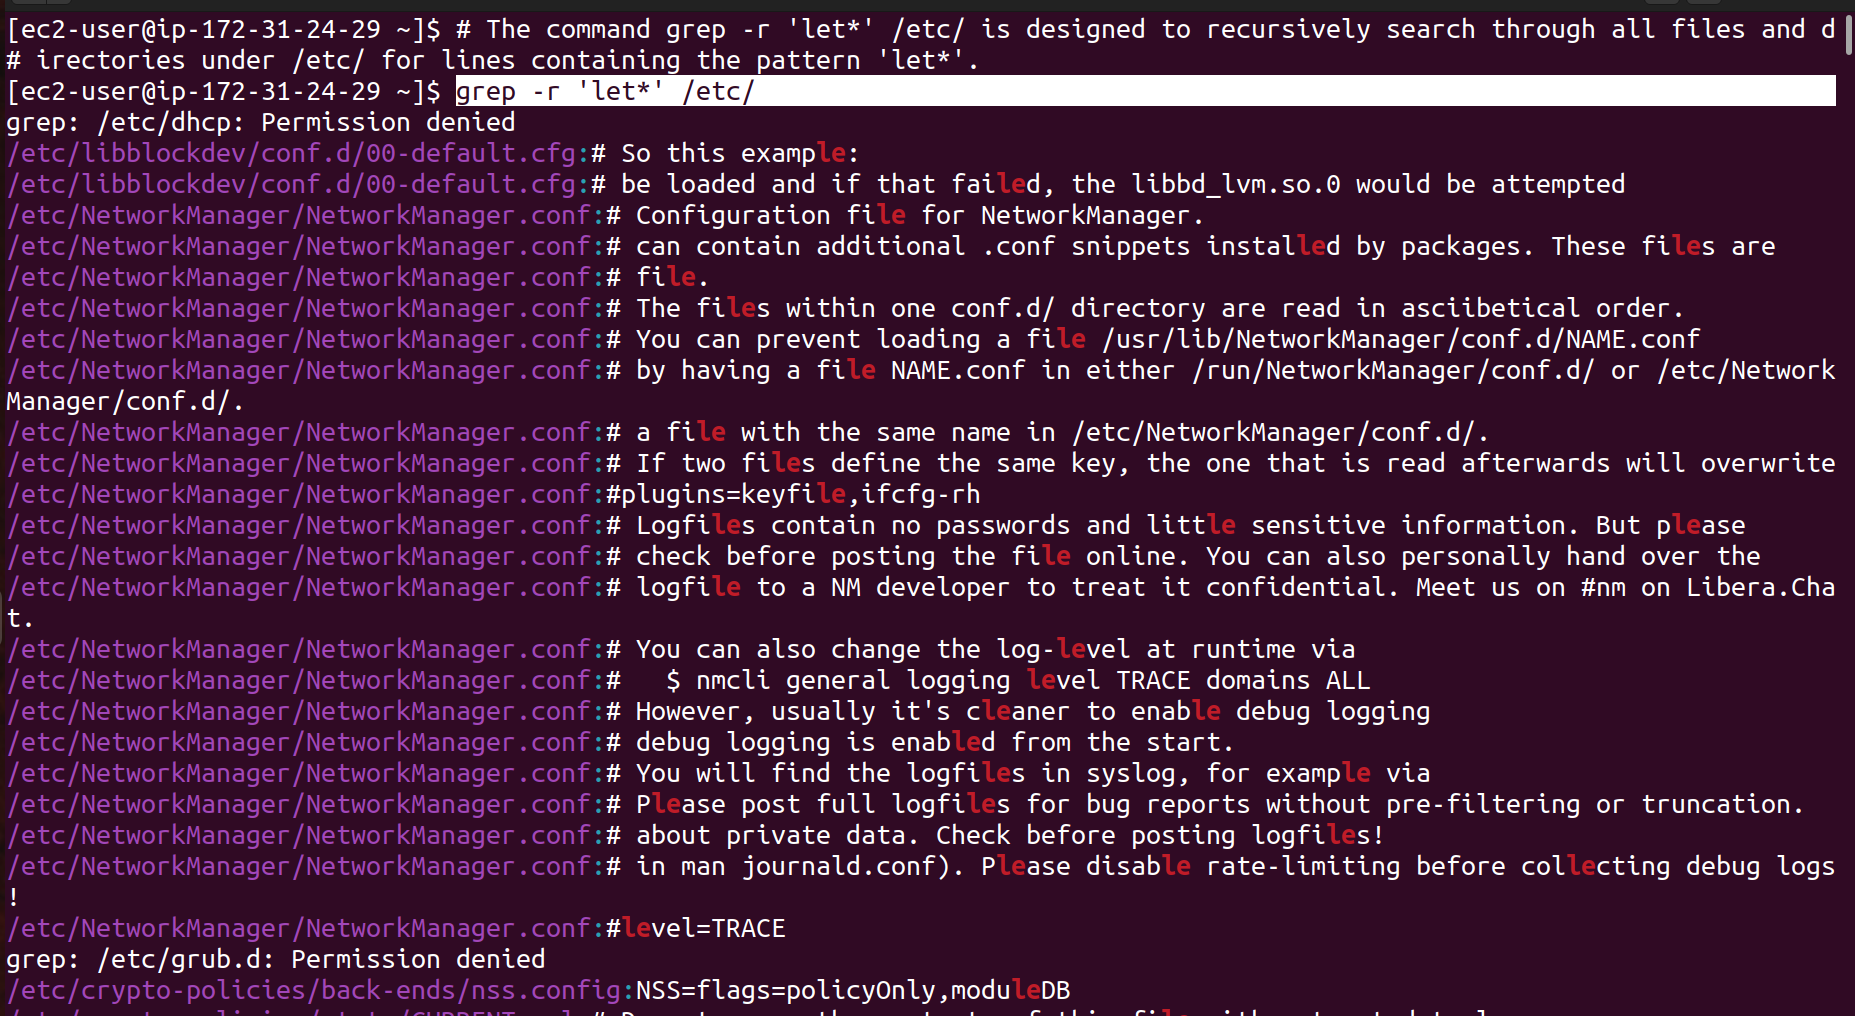 [ec2-user@ip-172-31-24-29 ~]$ # The command grep -r 'let*' /etc/ is designed to recursively search through all files and d
# irectories under /etc/ for lines containing the pattern 'let*'.
[ec2-user@ip-172-31-24-29 ~]$ grep -r 'let*' /etc/
grep: /etc/dhcp: Permission denied
/etc/libblockdev/conf.d/00-default.cfg:# So this example:
/etc/libblockdev/conf.d/00-default.cfg:# be loaded and if that failed, the libbd_lvm.so.0 would be attempted
/etc/NetworkManager/NetworkManager.conf:# Configuration file for NetworkManager.
/etc/NetworkManager/NetworkManager.conf:# can contain additional .conf snippets installed by packages. These files are
/etc/NetworkManager/NetworkManager.conf:# file.
/etc/NetworkManager/NetworkManager.conf:# The files within one conf.d/ directory are read in asciibetical order.
/etc/NetworkManager/NetworkManager.conf:# You can prevent loading a file /usr/lib/NetworkManager/conf.d/NAME.conf
/etc/NetworkManager/NetworkManager.conf:# by having a file NAME.conf in either /run/NetworkManager/conf.d/ or /etc/Network
Manager/conf.d/.
/etc/NetworkManager/NetworkManager.conf:# a file with the same name in /etc/NetworkManager/conf.d/.
/etc/NetworkManager/NetworkManager.conf:# If two files define the same key, the one that is read afterwards will overwrite
/etc/NetworkManager/NetworkManager.conf:#plugins=keyfile,ifcfg-rh
/etc/NetworkManager/NetworkManager.conf:# Logfiles contain no passwords and little sensitive information. But please
/etc/NetworkManager/NetworkManager.conf:# check before posting the file online. You can also personally hand over the
/etc/NetworkManager/NetworkManager.conf:# logfile to a NM developer to treat it confidential. Meet us on #nm on Libera.Cha
t.
/etc/NetworkManager/NetworkManager.conf:# You can also change the log-level at runtime via
/etc/NetworkManager/NetworkManager.conf:#   $ nmcli general logging level TRACE domains ALL
/etc/NetworkManager/NetworkManager.conf:# However, usually it's cleaner to enable debug logging
/etc/NetworkManager/NetworkManager.conf:# debug logging is enabled from the start.
/etc/NetworkManager/NetworkManager.conf:# You will find the logfiles in syslog, for example via
/etc/NetworkManager/NetworkManager.conf:# Please post full logfiles for bug reports without pre-filtering or truncation.
/etc/NetworkManager/NetworkManager.conf:# about private data. Check before posting logfiles!
/etc/NetworkManager/NetworkManager.conf:# in man journald.conf). Please disable rate-limiting before collecting debug logs
!
/etc/NetworkManager/NetworkManager.conf:#level=TRACE
grep: /etc/grub.d: Permission denied
/etc/crypto-policies/back-ends/nss.config:NSS=flags=policyOnly,moduleDB